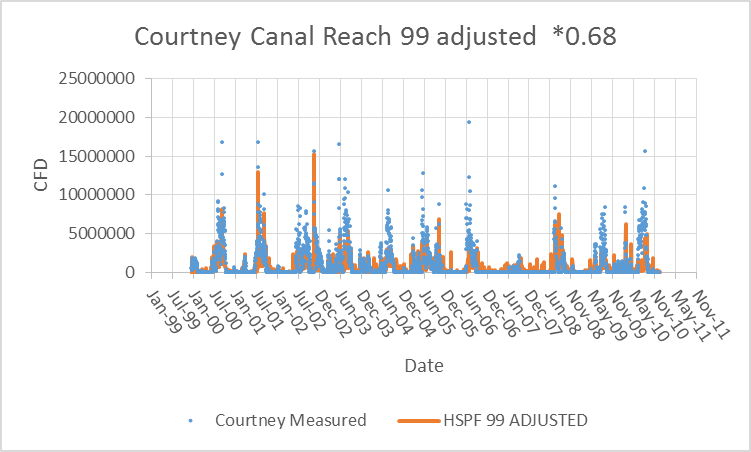 Courtney Canal Reach 99 adjusted *0.68
25000000
20000000
15000000
10000000
5000000
0
CFD
Jan-99
Jul-99
Jan-00
Jul-00
Jan-01
Jul-01
Jan-02
Jul-02
Dec-02
Jun-03
Dec-03
Jun-04
Dec-04
Jun-05
Dec-05
Jun-06
Dec-06
Jun-07
Dec-07
Jun-08
Nov-08
May-09
Nov-09
May-10
Nov-10
May-11
Nov-11
Date
Courtney Measured
HSPF 99 ADJUSTED